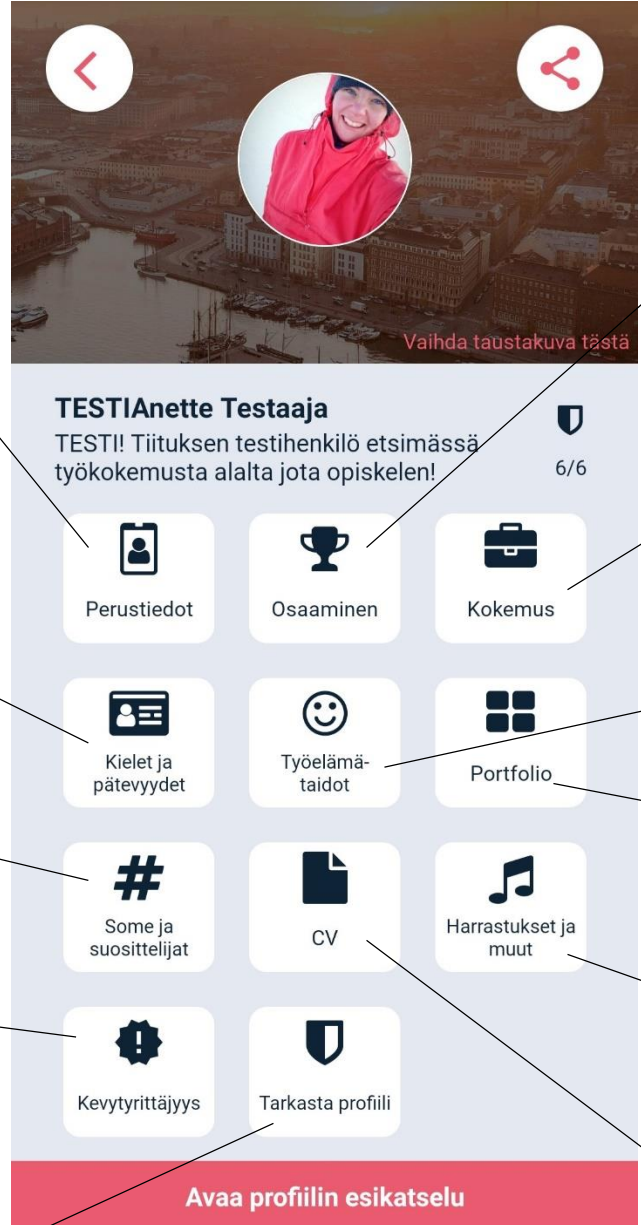 Vaihda taustakuva tästä
TESTIAnette Testaaja
TESTI! Tiituksen testihenkilö etsimässä
työkokemusta alalta jota opiskelen!
6/6
Perustiedot
Osaaminen
Kokemus
Kielet ja
pätevyydet
Työelämä-
taidot
Portfolio
Some ja
suosittelijat
CV
Harrastukset ja
muut
Kevytyrittäjyys
Tarkasta profiili
Avaa profiilin esikatselu